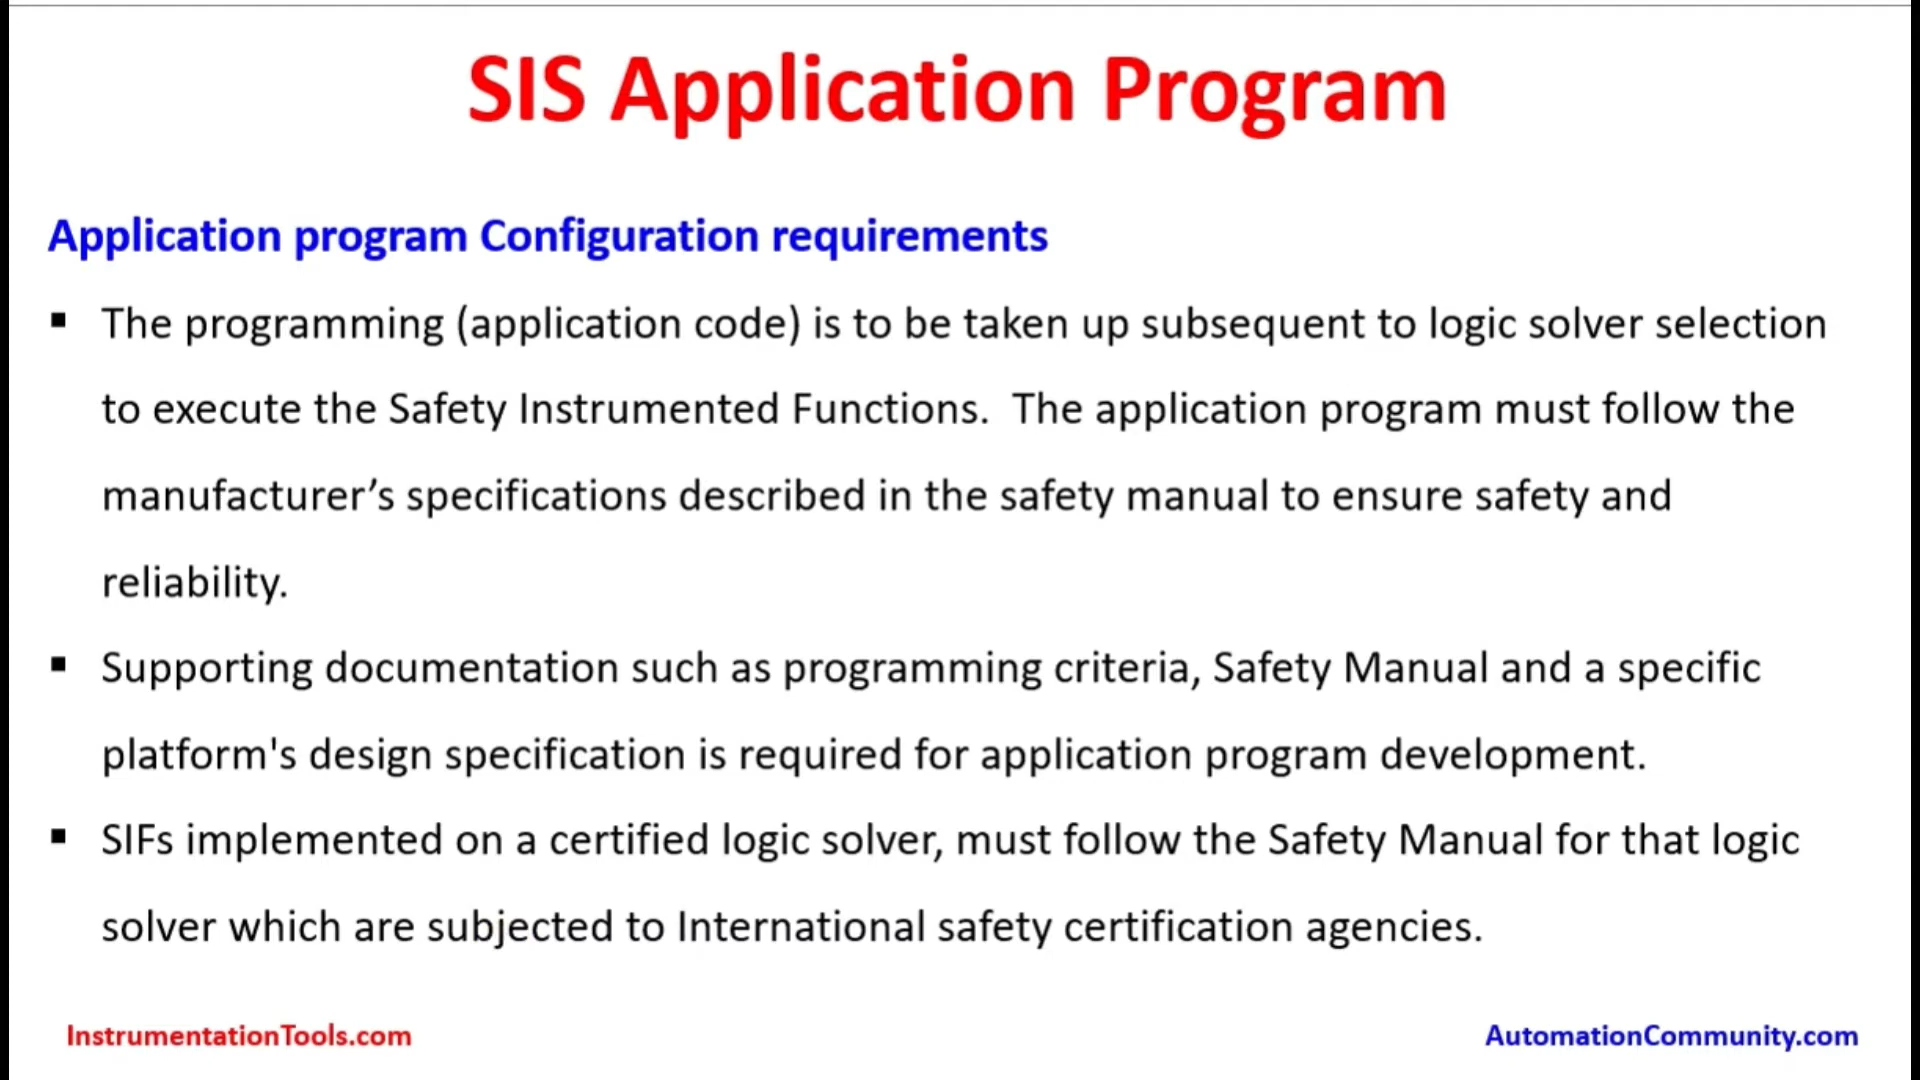 SIS Application Program
Application program Configuration requirements
▪ The programming (application code) is to be taken up subsequent to logic solver selection
to execute the Safety Instrumented Functions.  The application program must follow the
manufacturer’s specifications described in the safety manual to ensure safety and
reliability.
▪ Supporting documentation such as programming criteria, Safety Manual and a specific
platform's design specification is required for application program development.
▪ SIFs implemented on a certified logic solver, must follow the Safety Manual for that logic
solver which are subjected to International safety certification agencies.
InstrumentationTools.com
AutomationCommunity.com